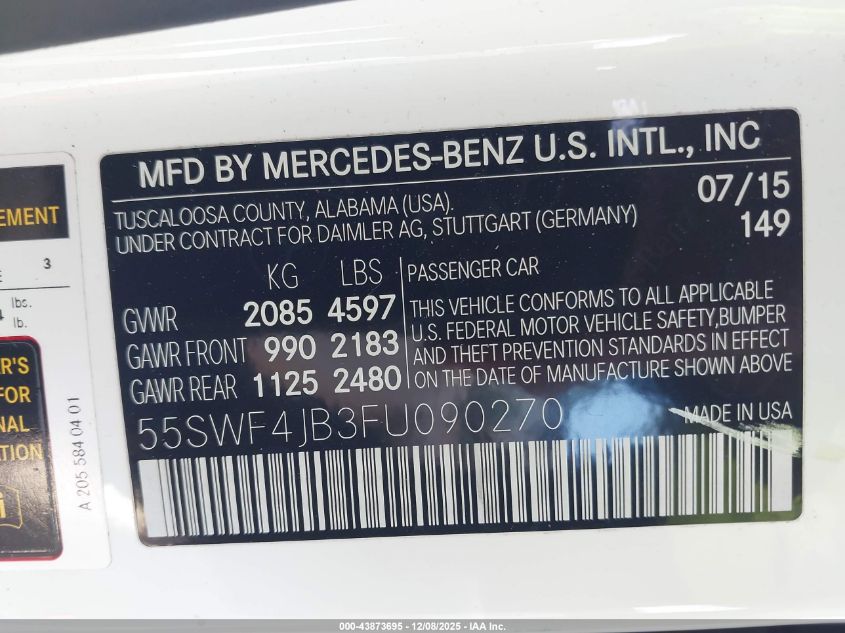 MFD BY MERCEDES-BENZ U.S. INTL., INC
TUSCALOOSA COUNTY, ALABAMA (USA).
UNDER CONTRACT FOR DAIMLER AG, STUTTGART (GERMANY)
07/15
149
KG LBS
GVWR 2085 4597
GAWR FRONT 990 2183
GAWR REAR 1125 2480
PASSENGER CAR
THIS VEHICLE CONFORMS TO ALL APPLICABLE
U.S. FEDERAL MOTOR VEHICLE SAFETY,BUMPER
AND THEFT PREVENTION STANDARDS IN EFFECT
ON THE DATE OF MANUFACTURE SHOWN ABOVE
55SWF4JB3FU090270
MADE IN USA
EMENT
3
lbs.
lb.
ER'S
FOR
NAL
TION
A 205 584 04 01
000-43873695 - 12/08/2025 - IAA Inc.